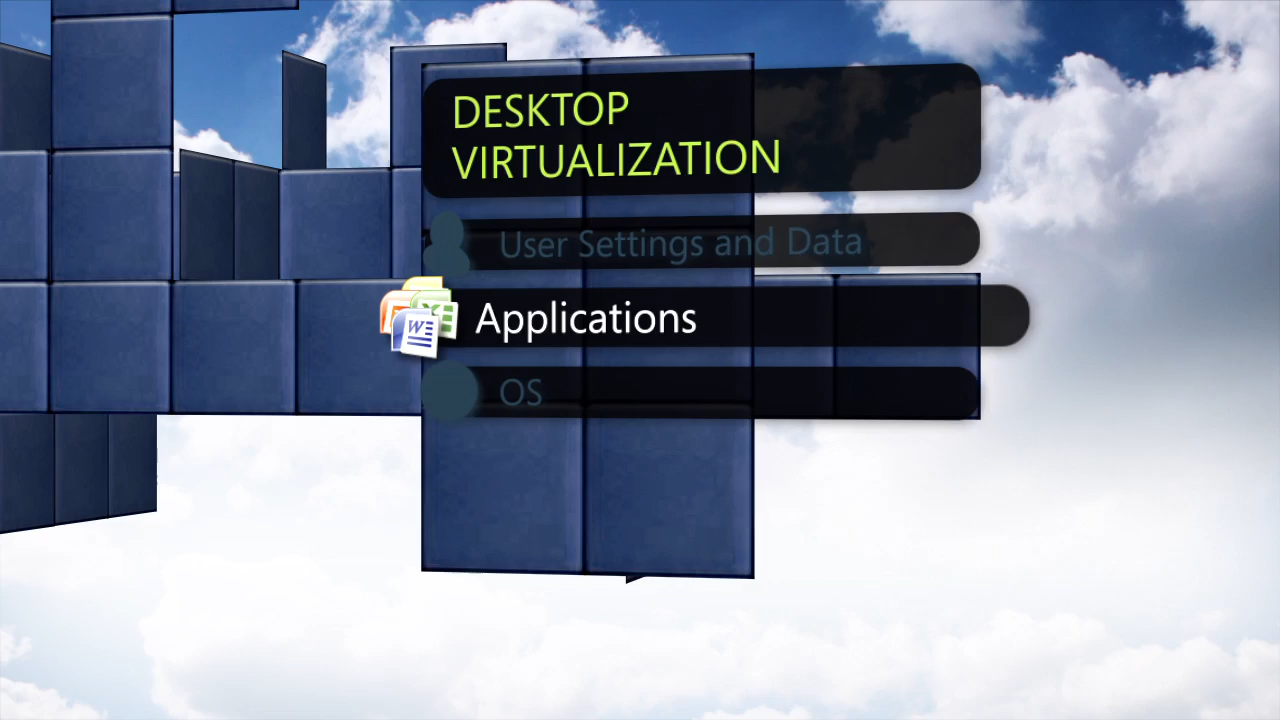 DESKTOP
VIRTUALIZATION
User Settings and Data
Applications
OS